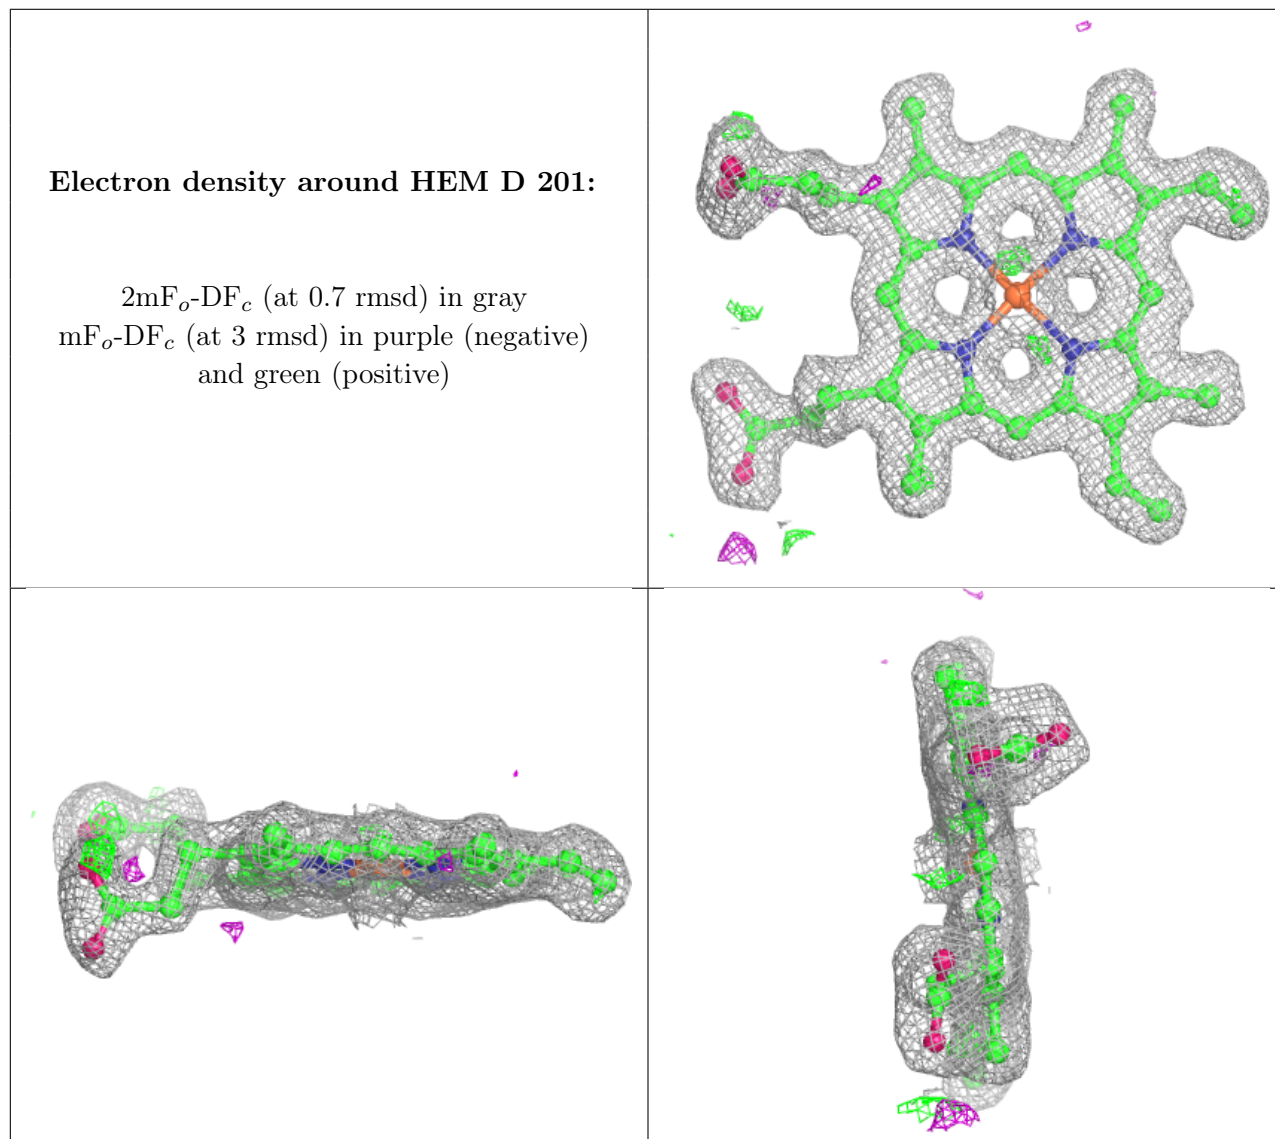 Electron density around HEM D 201:
2mFo-DFc (at 0.7 rmsd) in gray
mFo-DFc (at 3 rmsd) in purple (negative)
and green (positive)